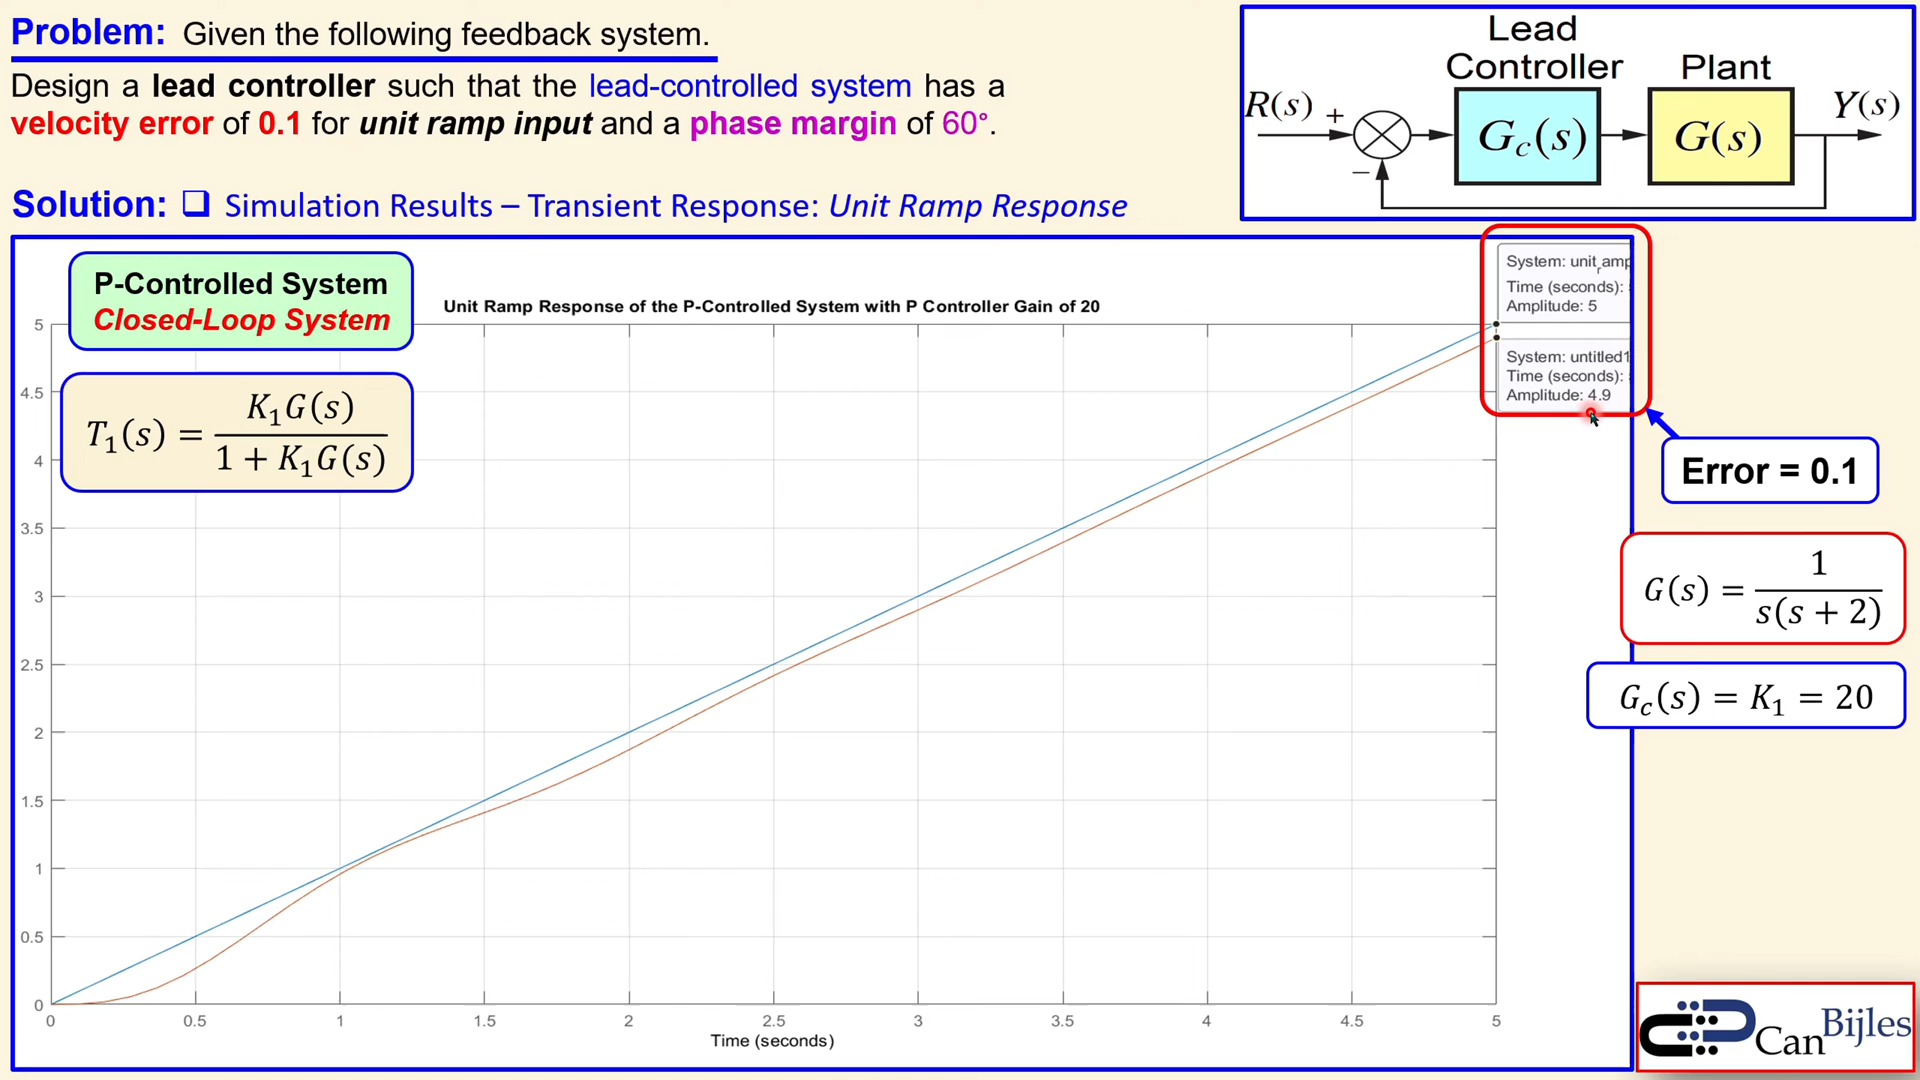 Problem: Given the following feedback system.
Design a lead controller such that the lead-controlled system has a
velocity error of 0.1 for unit ramp input and a phase margin of 60°.
Lead
Controller
Plant
R(s)
+
−
G_c(s)
G(s)
Y(s)
Solution: ❑ Simulation Results – Transient Response: Unit Ramp Response
P-Controlled System
Closed-Loop System
T₁(s) = K₁G(s) / 1 + K₁G(s)
Unit Ramp Response of the P-Controlled System with P Controller Gain of 20
System: unit_ramp
Time (seconds):
Amplitude: 5
System: untitled1
Time (seconds):
Amplitude: 4.9
Error = 0.1
G(s) = 1 / s(s + 2)
G_c(s) = K₁ = 20
5
4.5
4
3.5
3
2.5
2
1.5
1
0.5
0
0 0.5 1 1.5 2 2.5 3 3.5 4 4.5 5
Time (seconds)
Can Bijles